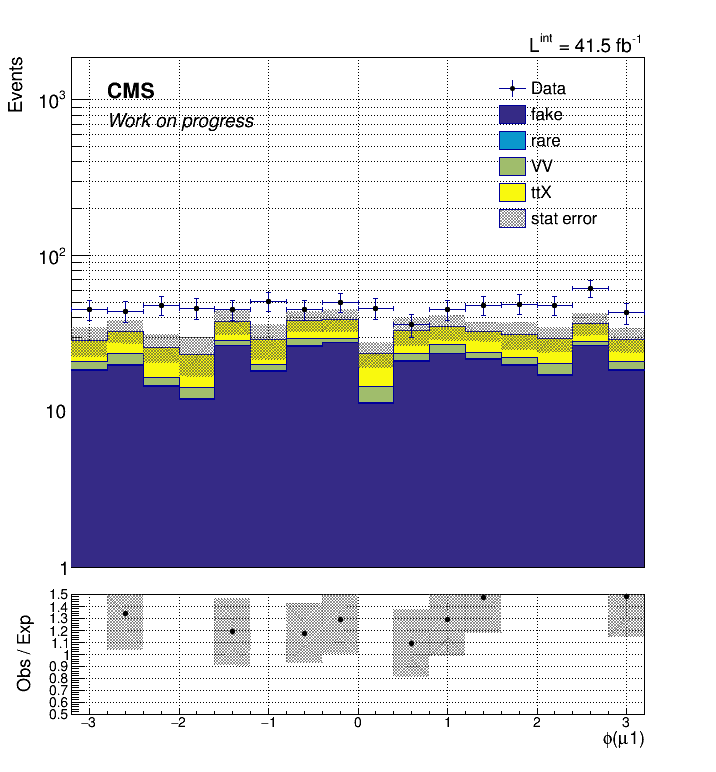 L^int = 41.5 fb^-1
Events
CMS
Work on progress
Data
fake
rare
VV
ttX
stat error
10^3
10^2
10
1
Obs / Exp
1.5
1.4
1.3
1.2
1.1
1
0.9
0.8
0.7
0.6
0.5
−3 −2 −1 0 1 2 3
ϕ(μ1)